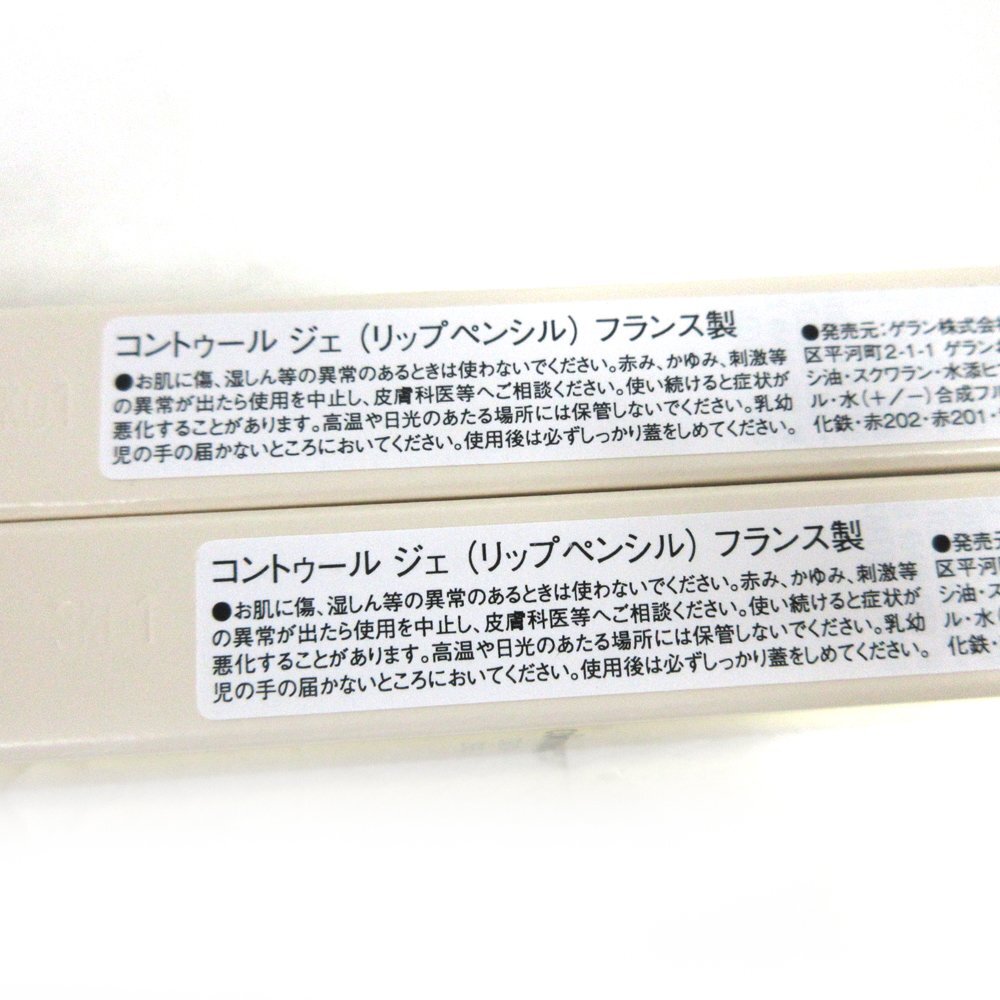 コントゥール ジェ (リップペンシル) フランス製
●お肌に傷、湿しん等の異常のあるときは使わないでください。赤み、かゆみ、刺激等
の異常が出たら使用を中止し、皮膚科医等へご相談ください。使い続けると症状が
悪化することがあります。高温や日光のあたる場所には保管しないでください。乳幼
児の手の届かないところにおいてください。使用後は必ずしっかり蓋をしめてください。
●発売元:ゲラン株式会
区平河町2-1-1 ゲラン
シ油・スクワラン・水添ヒ
ル・水(+/−)合成フ
化鉄・赤202・赤201・
コントゥール ジェ (リップペンシル) フランス製
●お肌に傷、湿しん等の異常のあるときは使わないでください。赤み、かゆみ、刺激等
の異常が出たら使用を中止し、皮膚科医等へご相談ください。使い続けると症状が
悪化することがあります。高温や日光のあたる場所には保管しないでください。乳幼
児の手の届かないところにおいてください。使用後は必ずしっかり蓋をしめてください。
●発売元
区平河
シ油・ス
ル・水(
化鉄・